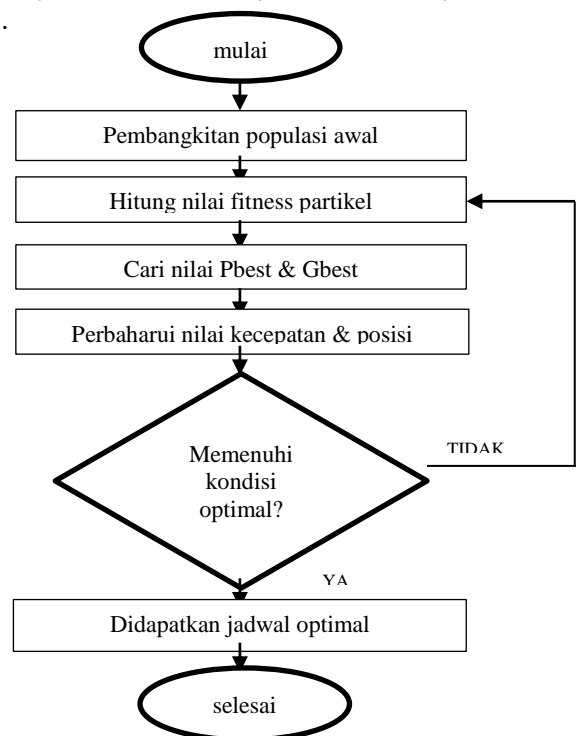 .
mulai
Pembangkitan populasi awal
Hitung nilai fitness partikel
Cari nilai Pbest & Gbest
Perbaharui nilai kecepatan & posisi
Memenuhi
kondisi
optimal?
TIDAK
YA
Didapatkan jadwal optimal
selesai